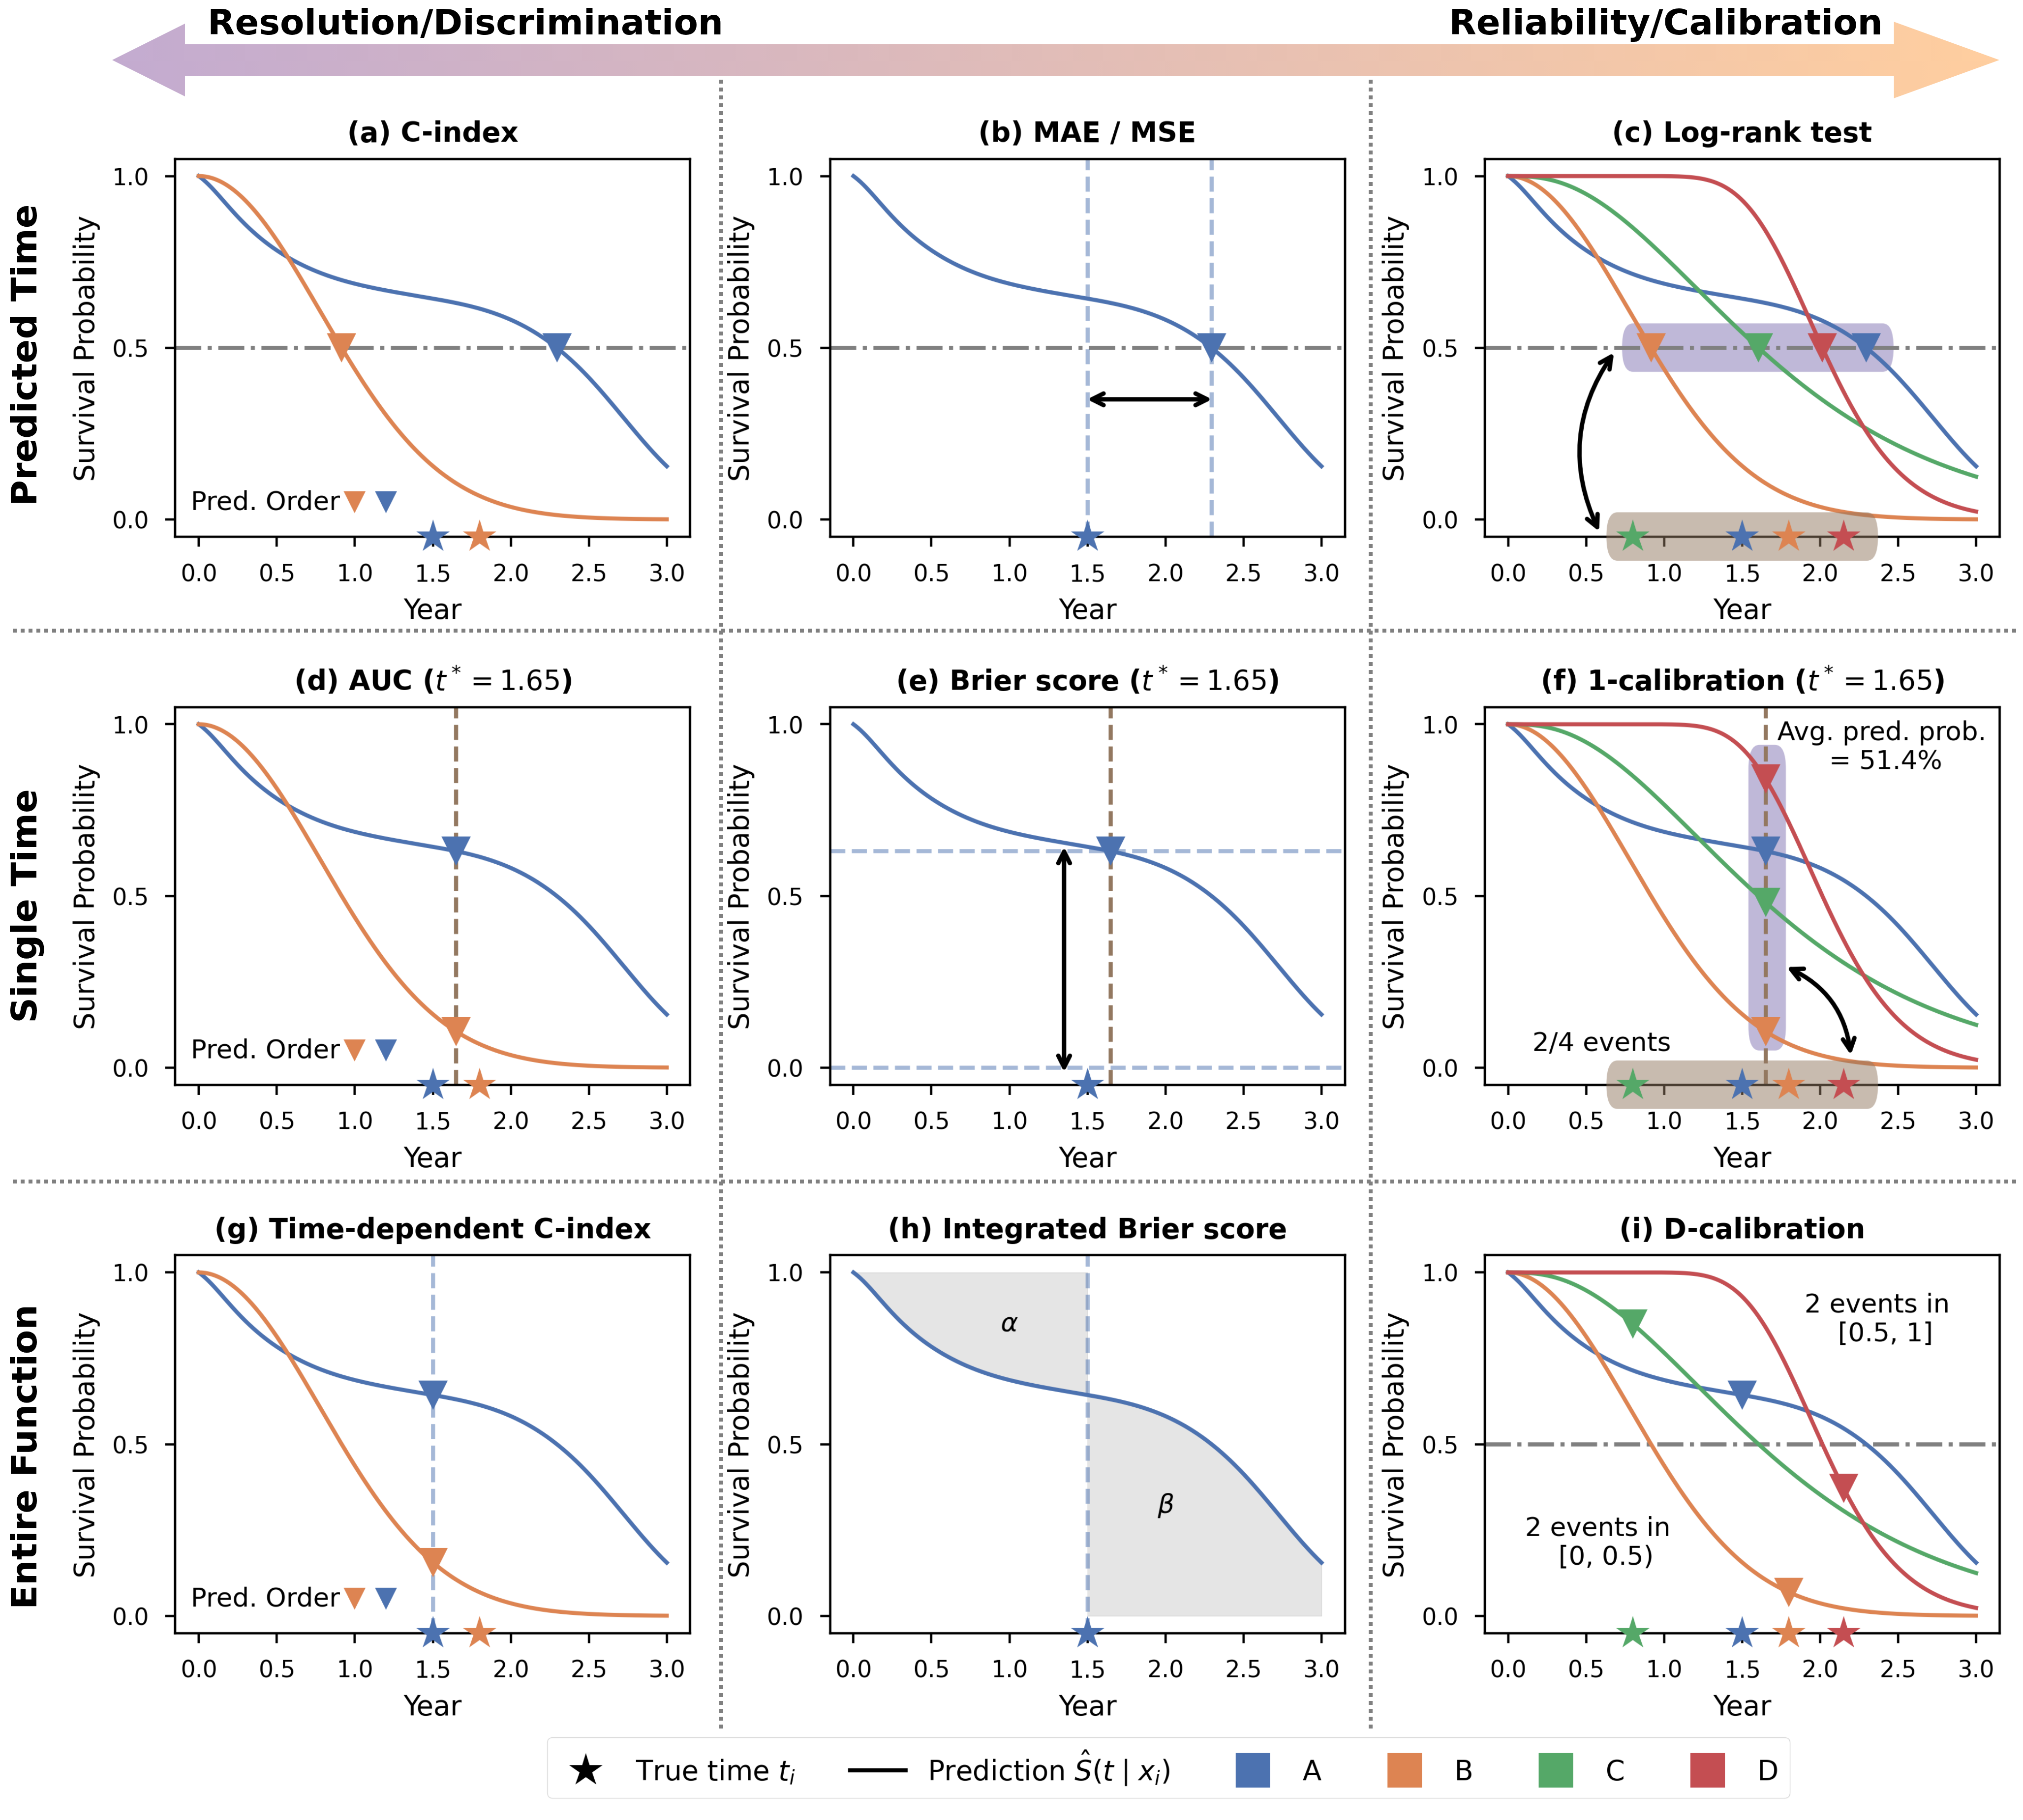 Resolution/Discrimination
Reliability/Calibration
Predicted Time
(a) C-index
Survival Probability
1.0
0.5
0.0
Pred. Order
0.0 0.5 1.0 1.5 2.0 2.5 3.0
Year
(b) MAE / MSE
Survival Probability
1.0
0.5
0.0
0.0 0.5 1.0 1.5 2.0 2.5 3.0
Year
(c) Log-rank test
Survival Probability
1.0
0.5
0.0
0.0 0.5 1.0 1.5 2.0 2.5 3.0
Year
Single Time
(d) AUC (t* = 1.65)
Survival Probability
1.0
0.5
0.0
Pred. Order
0.0 0.5 1.0 1.5 2.0 2.5 3.0
Year
(e) Brier score (t* = 1.65)
Survival Probability
1.0
0.5
0.0
0.0 0.5 1.0 1.5 2.0 2.5 3.0
Year
(f) 1-calibration (t* = 1.65)
Survival Probability
1.0
0.5
0.0
Avg. pred. prob.
= 51.4%
2/4 events
0.0 0.5 1.0 1.5 2.0 2.5 3.0
Year
Entire Function
(g) Time-dependent C-index
Survival Probability
1.0
0.5
0.0
Pred. Order
0.0 0.5 1.0 1.5 2.0 2.5 3.0
Year
(h) Integrated Brier score
Survival Probability
1.0
0.5
0.0
α
β
0.0 0.5 1.0 1.5 2.0 2.5 3.0
Year
(i) D-calibration
Survival Probability
1.0
0.5
0.0
2 events in
[0.5, 1]
2 events in
[0, 0.5)
0.0 0.5 1.0 1.5 2.0 2.5 3.0
Year
True time tᵢ Prediction Ŝ(t | xᵢ) A B C D